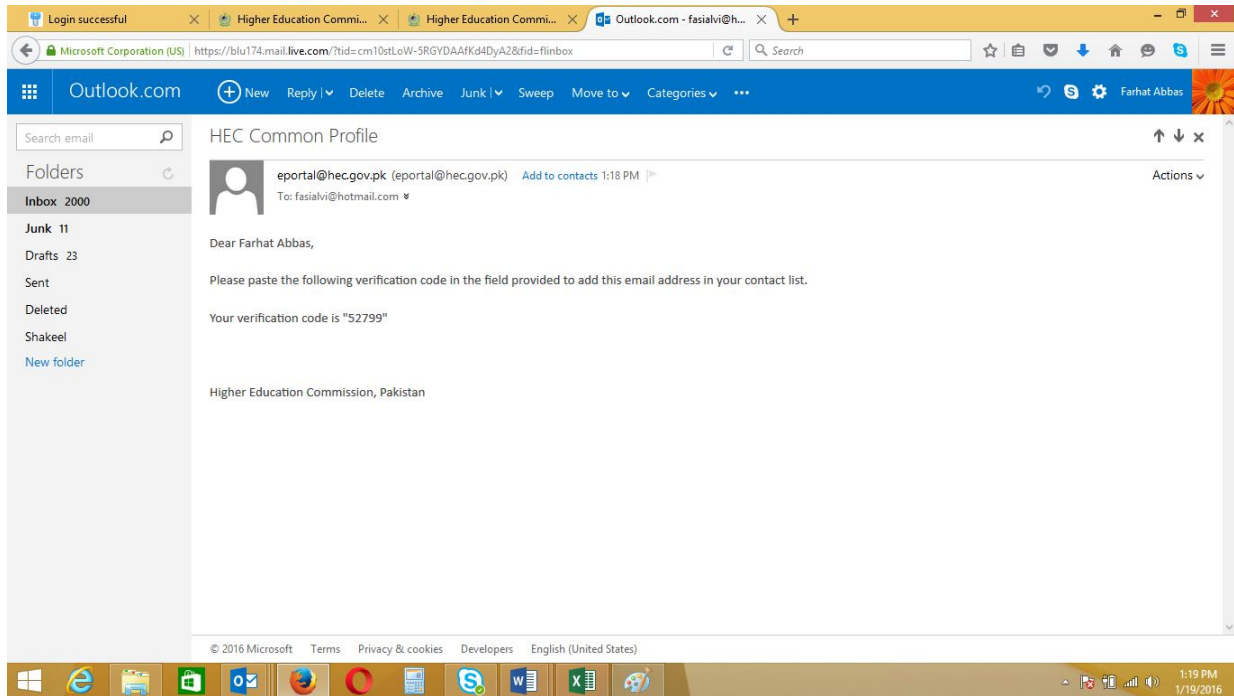 Login successful
Higher Education Commi...
Higher Education Commi...
Outlook.com - fasialvi@h...
Microsoft Corporation (US)
https://blu174.mail.live.com/?tid=cm10stLoW-5RGYDAAfKd4DyA2&fid=flinbox
Search
Outlook.com
New Reply Delete Archive Junk Sweep Move to Categories •••
Farhat Abbas
Search email
HEC Common Profile
Folders
Inbox 2000
Junk 11
Drafts 23
Sent
Deleted
Shakeel
New folder
eportal@hec.gov.pk (eportal@hec.gov.pk) Add to contacts 1:18 PM
Actions
To: fasialvi@hotmail.com
Dear Farhat Abbas,
Please paste the following verification code in the field provided to add this email address in your contact list.
Your verification code is "52799"
Higher Education Commission, Pakistan
© 2016 Microsoft Terms Privacy & cookies Developers English (United States)
1:19 PM
1/19/2016